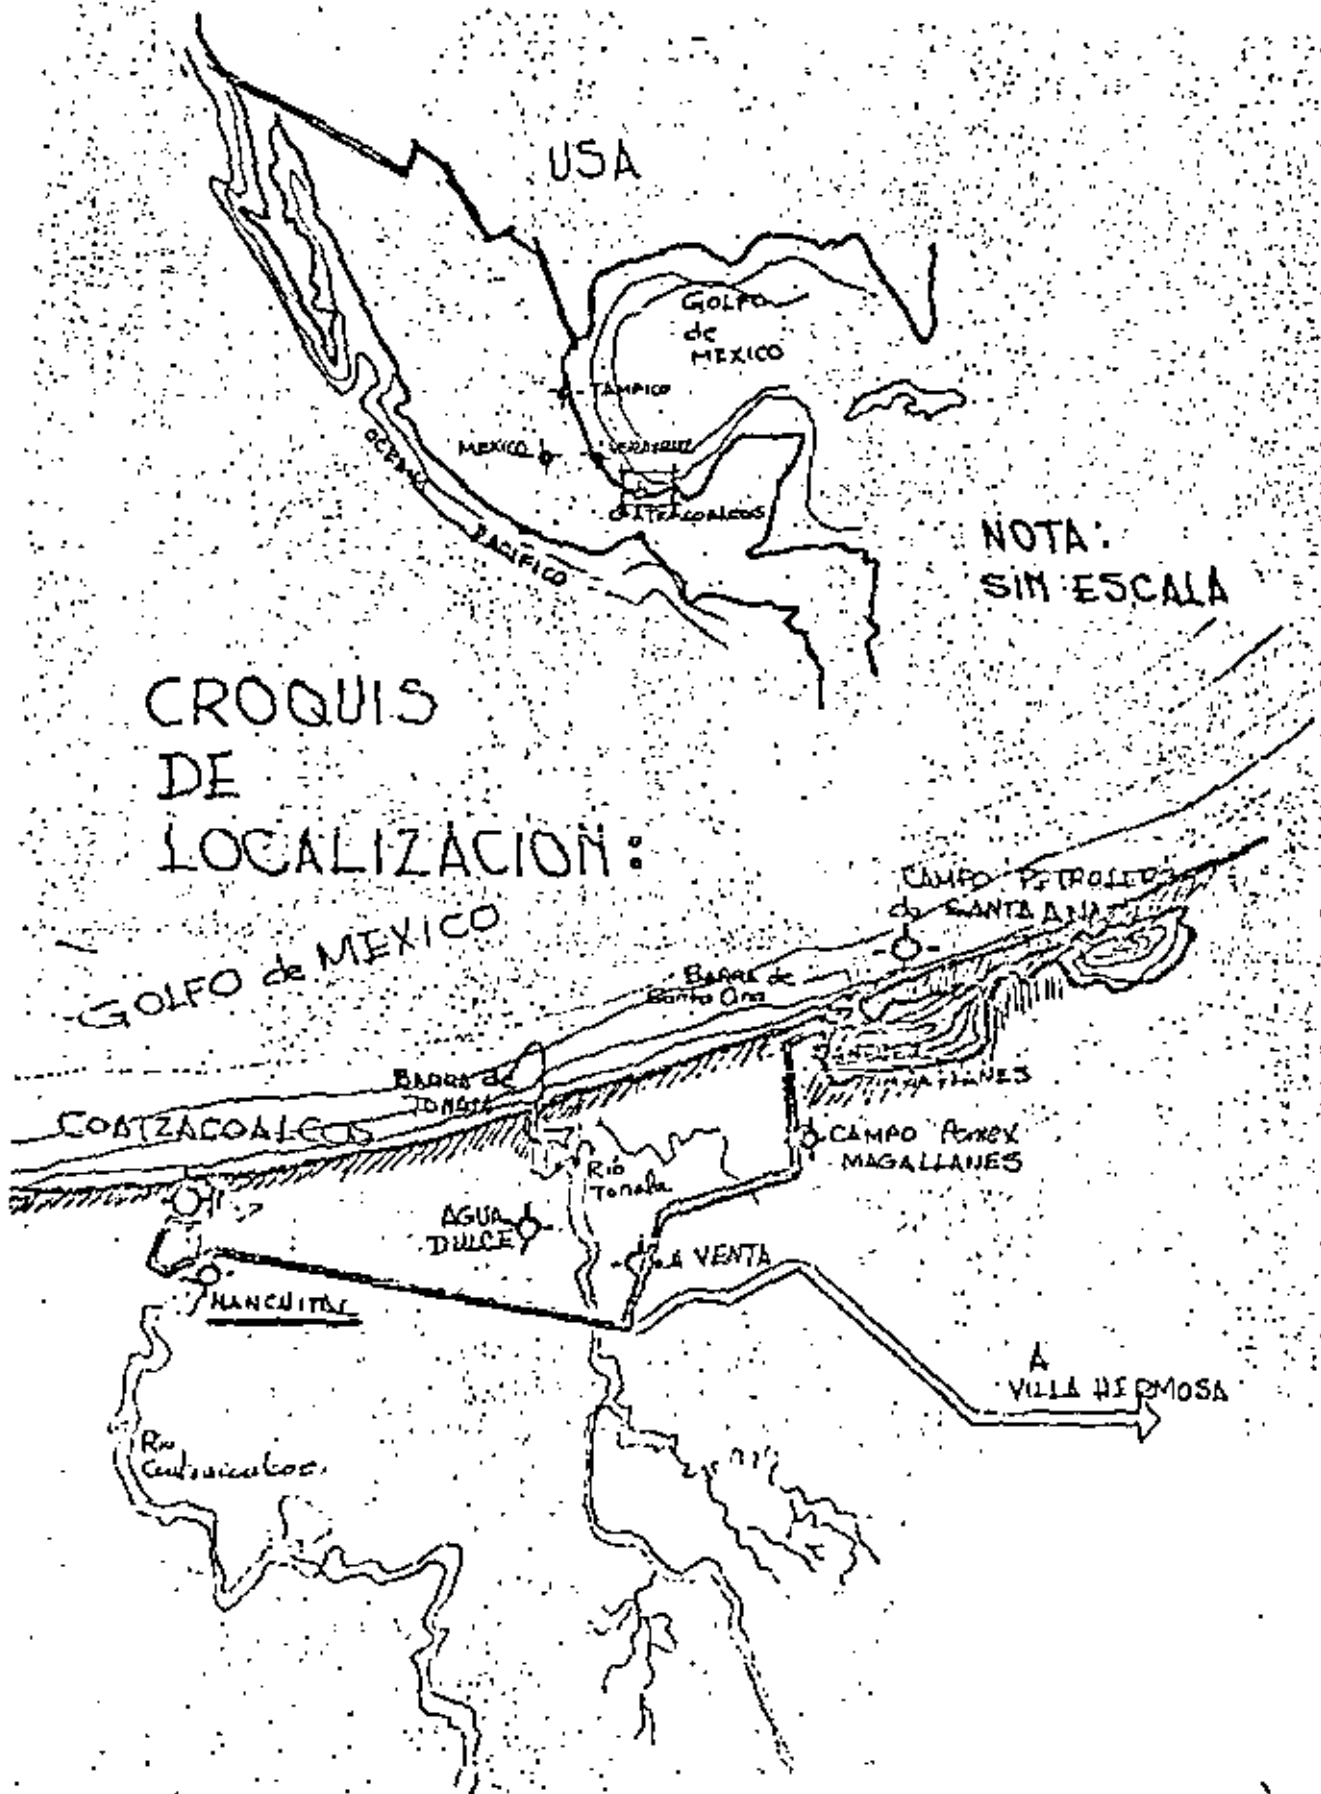 USA
GOLFO
de
MEXICO
TAMPICO
MEXICO
VERACRUZ
OCEANO PACIFICO
NOTA:
SIN ESCALA
CROQUIS
DE
LOCALIZACION:
CAMPO PETROLERO
de SANTA ANA
GOLFO de MEXICO
BARRA de
Santa Ana
BARRA de
TONALA
MAGALLANES
COATZACOALCOS
CAMPO Pemex
MAGALLANES
Rio
Tonala
AGUA
DULCE
LA VENTA
NANCHITAL
A
VILLA HERMOSA
Rio